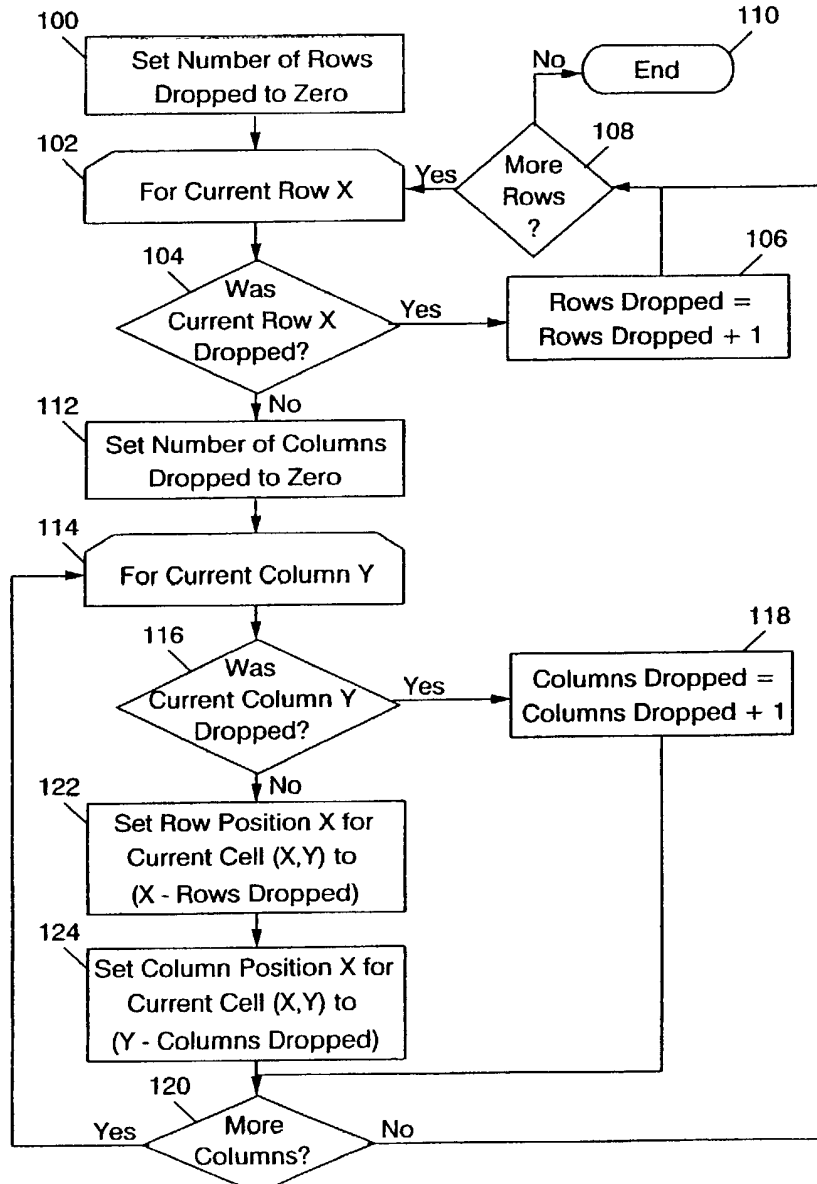 100
Set Number of Rows
Dropped to Zero
110
No
End
102
For Current Row X
Yes
108
More
Rows
?
104
Was
Current Row X
Dropped?
Yes
106
Rows Dropped =
Rows Dropped + 1
No
112
Set Number of Columns
Dropped to Zero
114
For Current Column Y
116
Was
Current Column Y
Dropped?
Yes
118
Columns Dropped =
Columns Dropped + 1
No
122
Set Row Position X for
Current Cell (X,Y) to
(X - Rows Dropped)
124
Set Column Position X for
Current Cell (X,Y) to
(Y - Columns Dropped)
120
Yes
More
Columns?
No